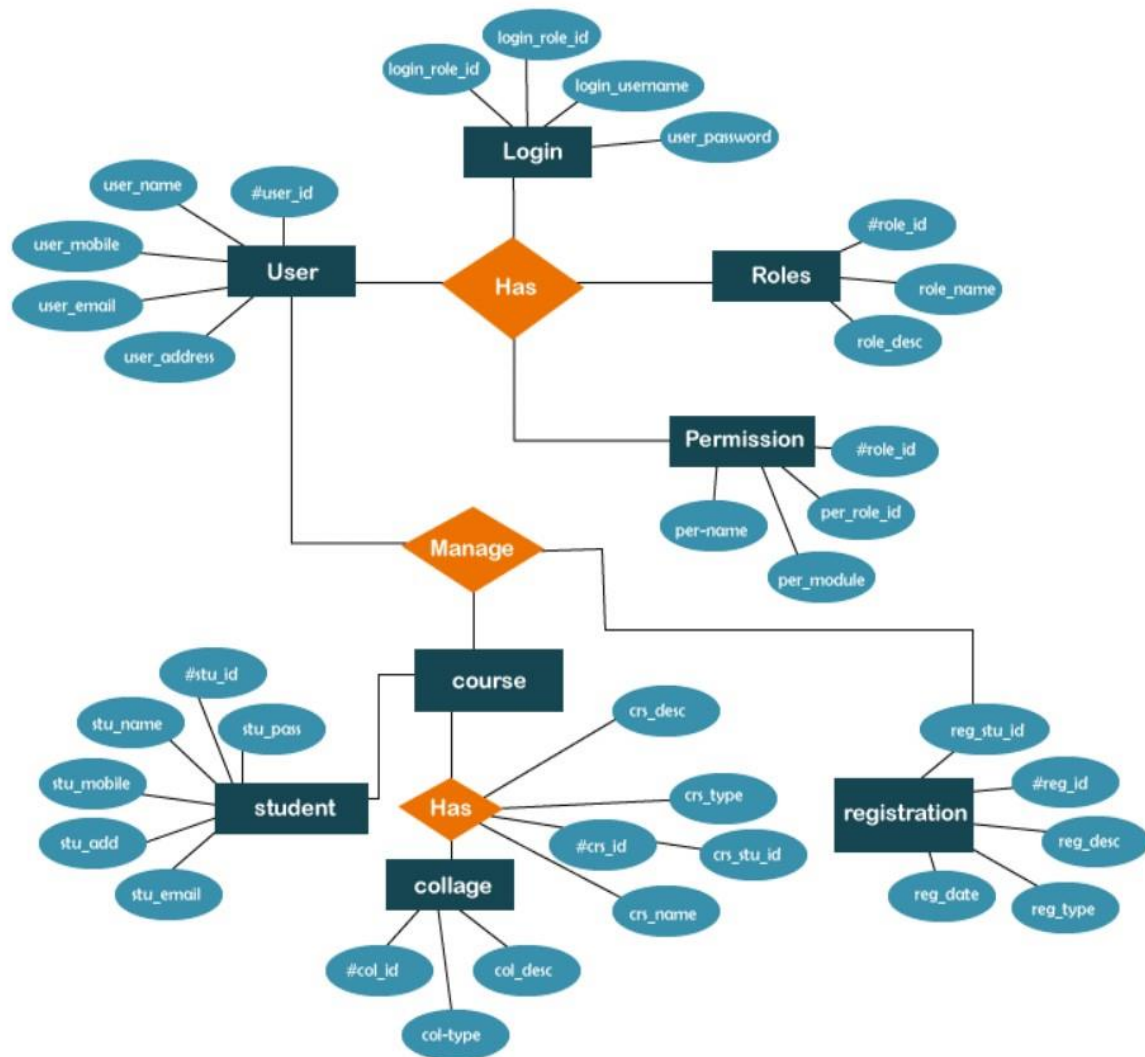 login_role_id
login_role_id
login_username
user_password
Login
user_name
#user_id
user_mobile
User
user_email
user_address
Has
#role_id
Roles
role_name
role_desc
Permission
#role_id
per-name
per_role_id
per_module
Manage
course
#stu_id
stu_name
stu_pass
stu_mobile
student
stu_add
stu_email
crs_desc
Has
crs_type
#crs_id
crs_stu_id
crs_name
collage
#col_id
col_desc
col-type
reg_stu_id
#reg_id
registration
reg_desc
reg_date
reg_type